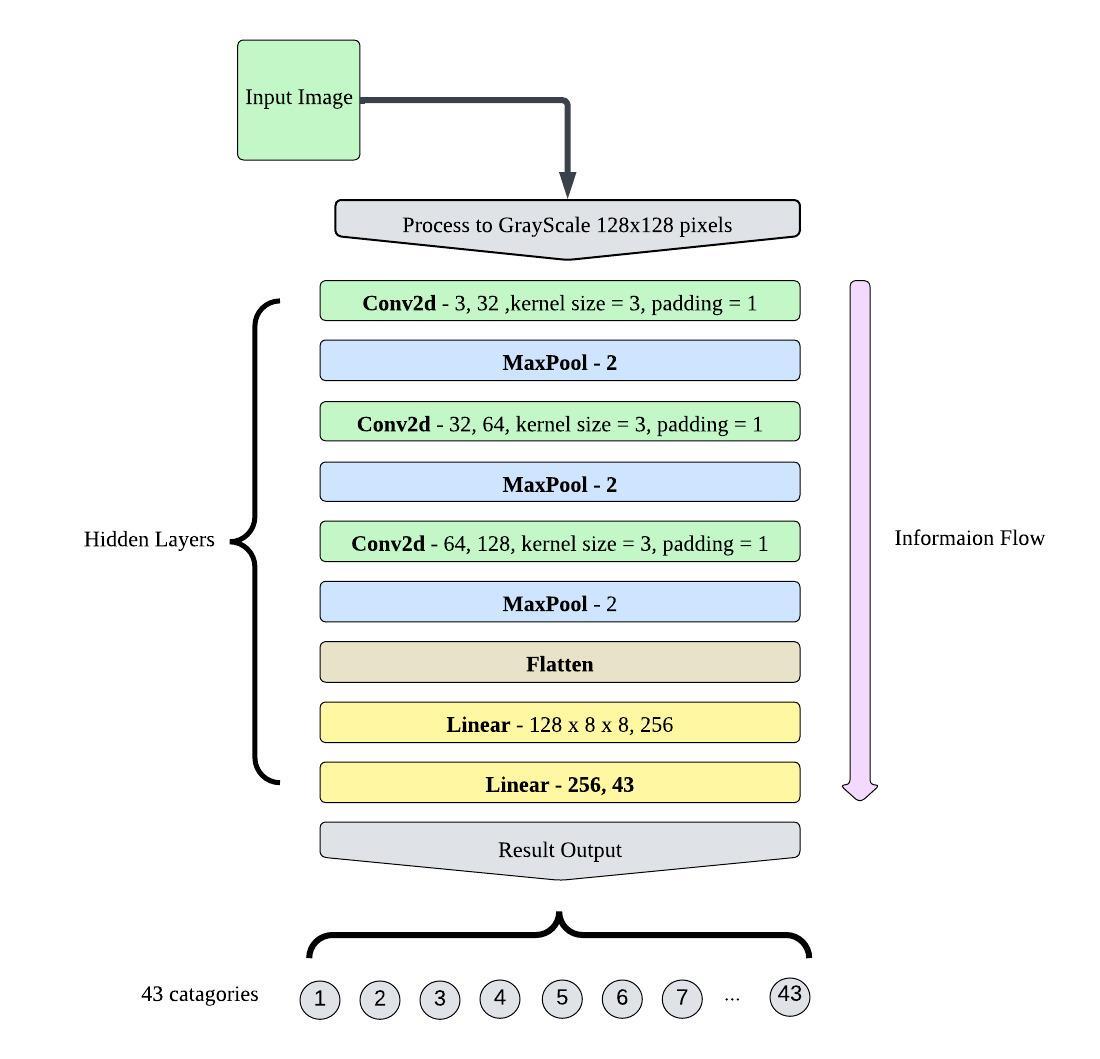 Input Image
Process to GrayScale 128x128 pixels
Conv2d - 3, 32 ,kernel size = 3, padding = 1
MaxPool - 2
Conv2d - 32, 64, kernel size = 3, padding = 1
MaxPool - 2
Hidden Layers
Conv2d - 64, 128, kernel size = 3, padding = 1
Informaion Flow
MaxPool - 2
Flatten
Linear - 128 x 8 x 8, 256
Linear - 256, 43
Result Output
43 catagories
1 2 3 4 5 6 7 ... 43